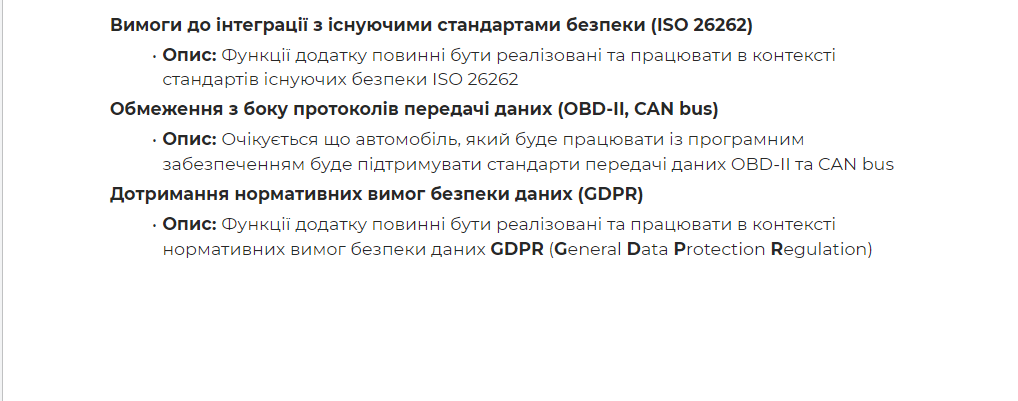 Вимоги до інтеграції з існуючими стандартами безпеки (ISO 26262)
• Опис: Функції додатку повинні бути реалізовані та працювати в контексті
стандартів існуючих безпеки ISO 26262
Обмеження з боку протоколів передачі даних (OBD-II, CAN bus)
• Опис: Очікується що автомобіль, який буде працювати із програмним
забезпеченням буде підтримувати стандарти передачі даних OBD-II та CAN bus
Дотримання нормативних вимог безпеки даних (GDPR)
• Опис: Функції додатку повинні бути реалізовані та працювати в контексті
нормативних вимог безпеки даних GDPR (General Data Protection Regulation)